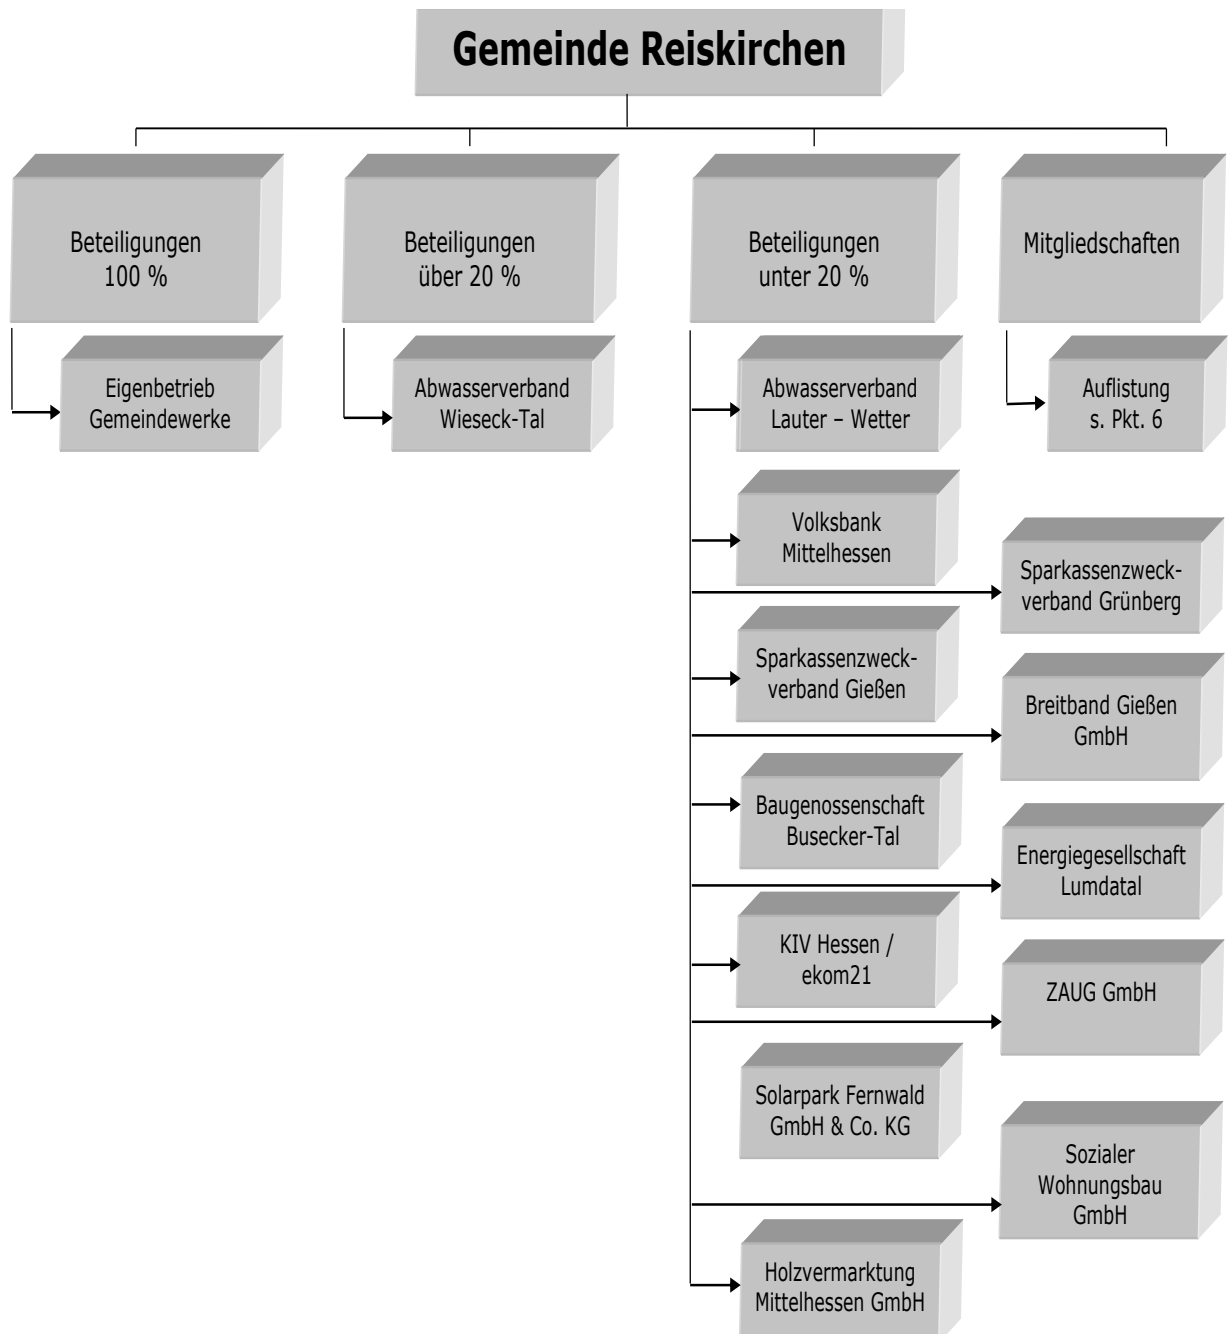 Gemeinde Reiskirchen
Beteiligungen
100 %
Beteiligungen
über 20 %
Beteiligungen
unter 20 %
Mitgliedschaften
Eigenbetrieb
Gemeindewerke
Abwasserverband
Wieseck-Tal
Abwasserverband
Lauter – Wetter
Auflistung
s. Pkt. 6
Volksbank
Mittelhessen
Sparkassenzweck-
verband Grünberg
Sparkassenzweck-
verband Gießen
Breitband Gießen
GmbH
Baugenossenschaft
Busecker-Tal
Energiegesellschaft
Lumdatal
KIV Hessen /
ekom21
ZAUG GmbH
Solarpark Fernwald
GmbH & Co. KG
Sozialer
Wohnungsbau
GmbH
Holzvermarktung
Mittelhessen GmbH